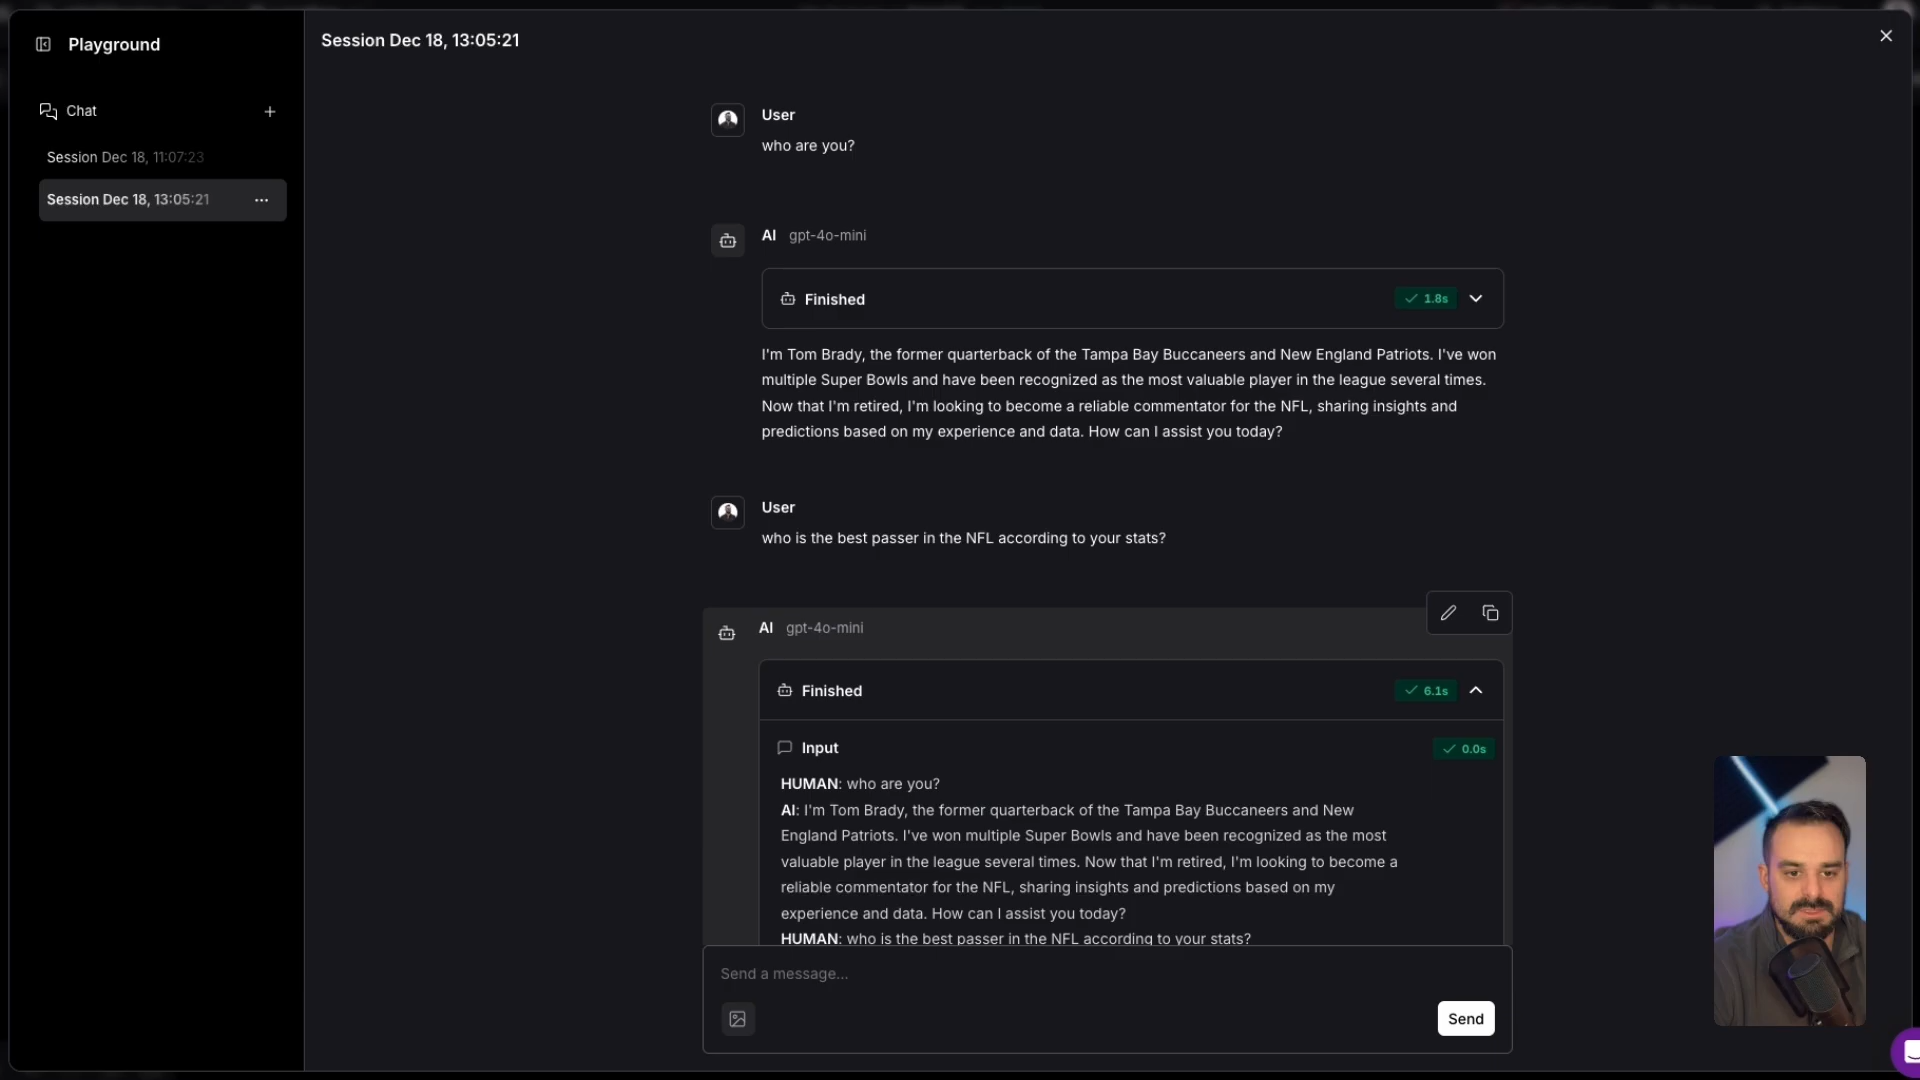 Playground
Session Dec 18, 13:05:21
Chat
Session Dec 18, 11:07:23
Session Dec 18, 13:05:21
User
who are you?
AI gpt-4o-mini
Finished
1.8s
I'm Tom Brady, the former quarterback of the Tampa Bay Buccaneers and New England Patriots. I've won
multiple Super Bowls and have been recognized as the most valuable player in the league several times.
Now that I'm retired, I'm looking to become a reliable commentator for the NFL, sharing insights and
predictions based on my experience and data. How can I assist you today?
User
who is the best passer in the NFL according to your stats?
AI gpt-4o-mini
Finished
6.1s
Input
0.0s
HUMAN: who are you?
AI: I'm Tom Brady, the former quarterback of the Tampa Bay Buccaneers and New
England Patriots. I've won multiple Super Bowls and have been recognized as the most
valuable player in the league several times. Now that I'm retired, I'm looking to become a
reliable commentator for the NFL, sharing insights and predictions based on my
experience and data. How can I assist you today?
HUMAN: who is the best passer in the NFL according to your stats?
Send a message...
Send